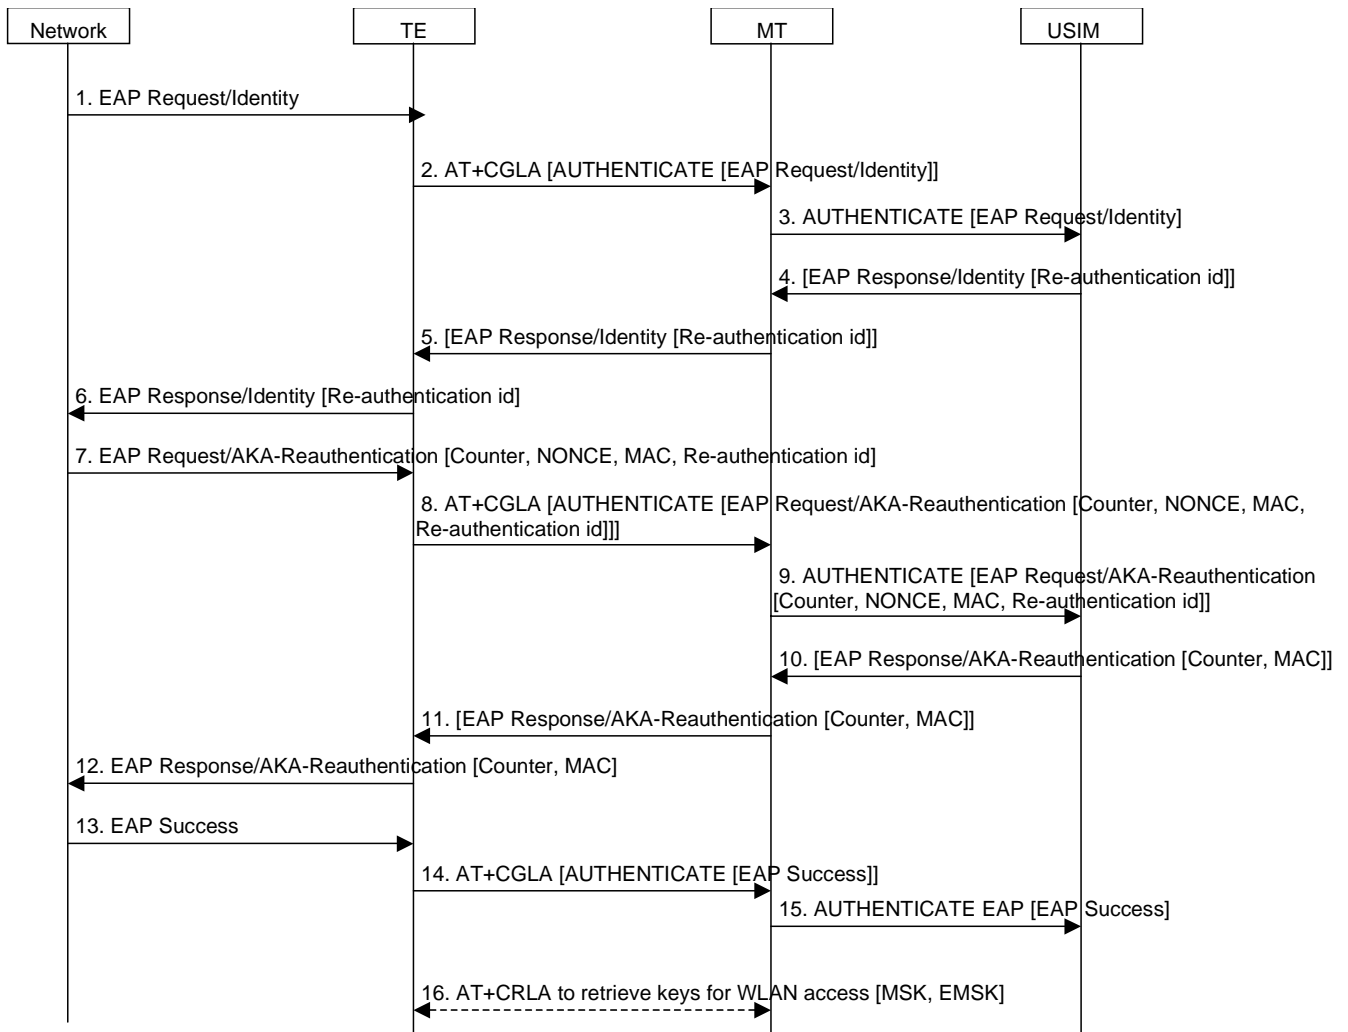 Network
TE
MT
USIM
1. EAP Request/Identity
2. AT+CGLA [AUTHENTICATE [EAP Request/Identity]]
3. AUTHENTICATE [EAP Request/Identity]
4. [EAP Response/Identity [Re-authentication id]]
5. [EAP Response/Identity [Re-authentication id]]
6. EAP Response/Identity [Re-authentication id]
7. EAP Request/AKA-Reauthentication [Counter, NONCE, MAC, Re-authentication id]
8. AT+CGLA [AUTHENTICATE [EAP Request/AKA-Reauthentication [Counter, NONCE, MAC,
Re-authentication id]]]
9. AUTHENTICATE [EAP Request/AKA-Reauthentication
[Counter, NONCE, MAC, Re-authentication id]]
10. [EAP Response/AKA-Reauthentication [Counter, MAC]]
11. [EAP Response/AKA-Reauthentication [Counter, MAC]]
12. EAP Response/AKA-Reauthentication [Counter, MAC]
13. EAP Success
14. AT+CGLA [AUTHENTICATE [EAP Success]]
15. AUTHENTICATE EAP [EAP Success]
16. AT+CRLA to retrieve keys for WLAN access [MSK, EMSK]